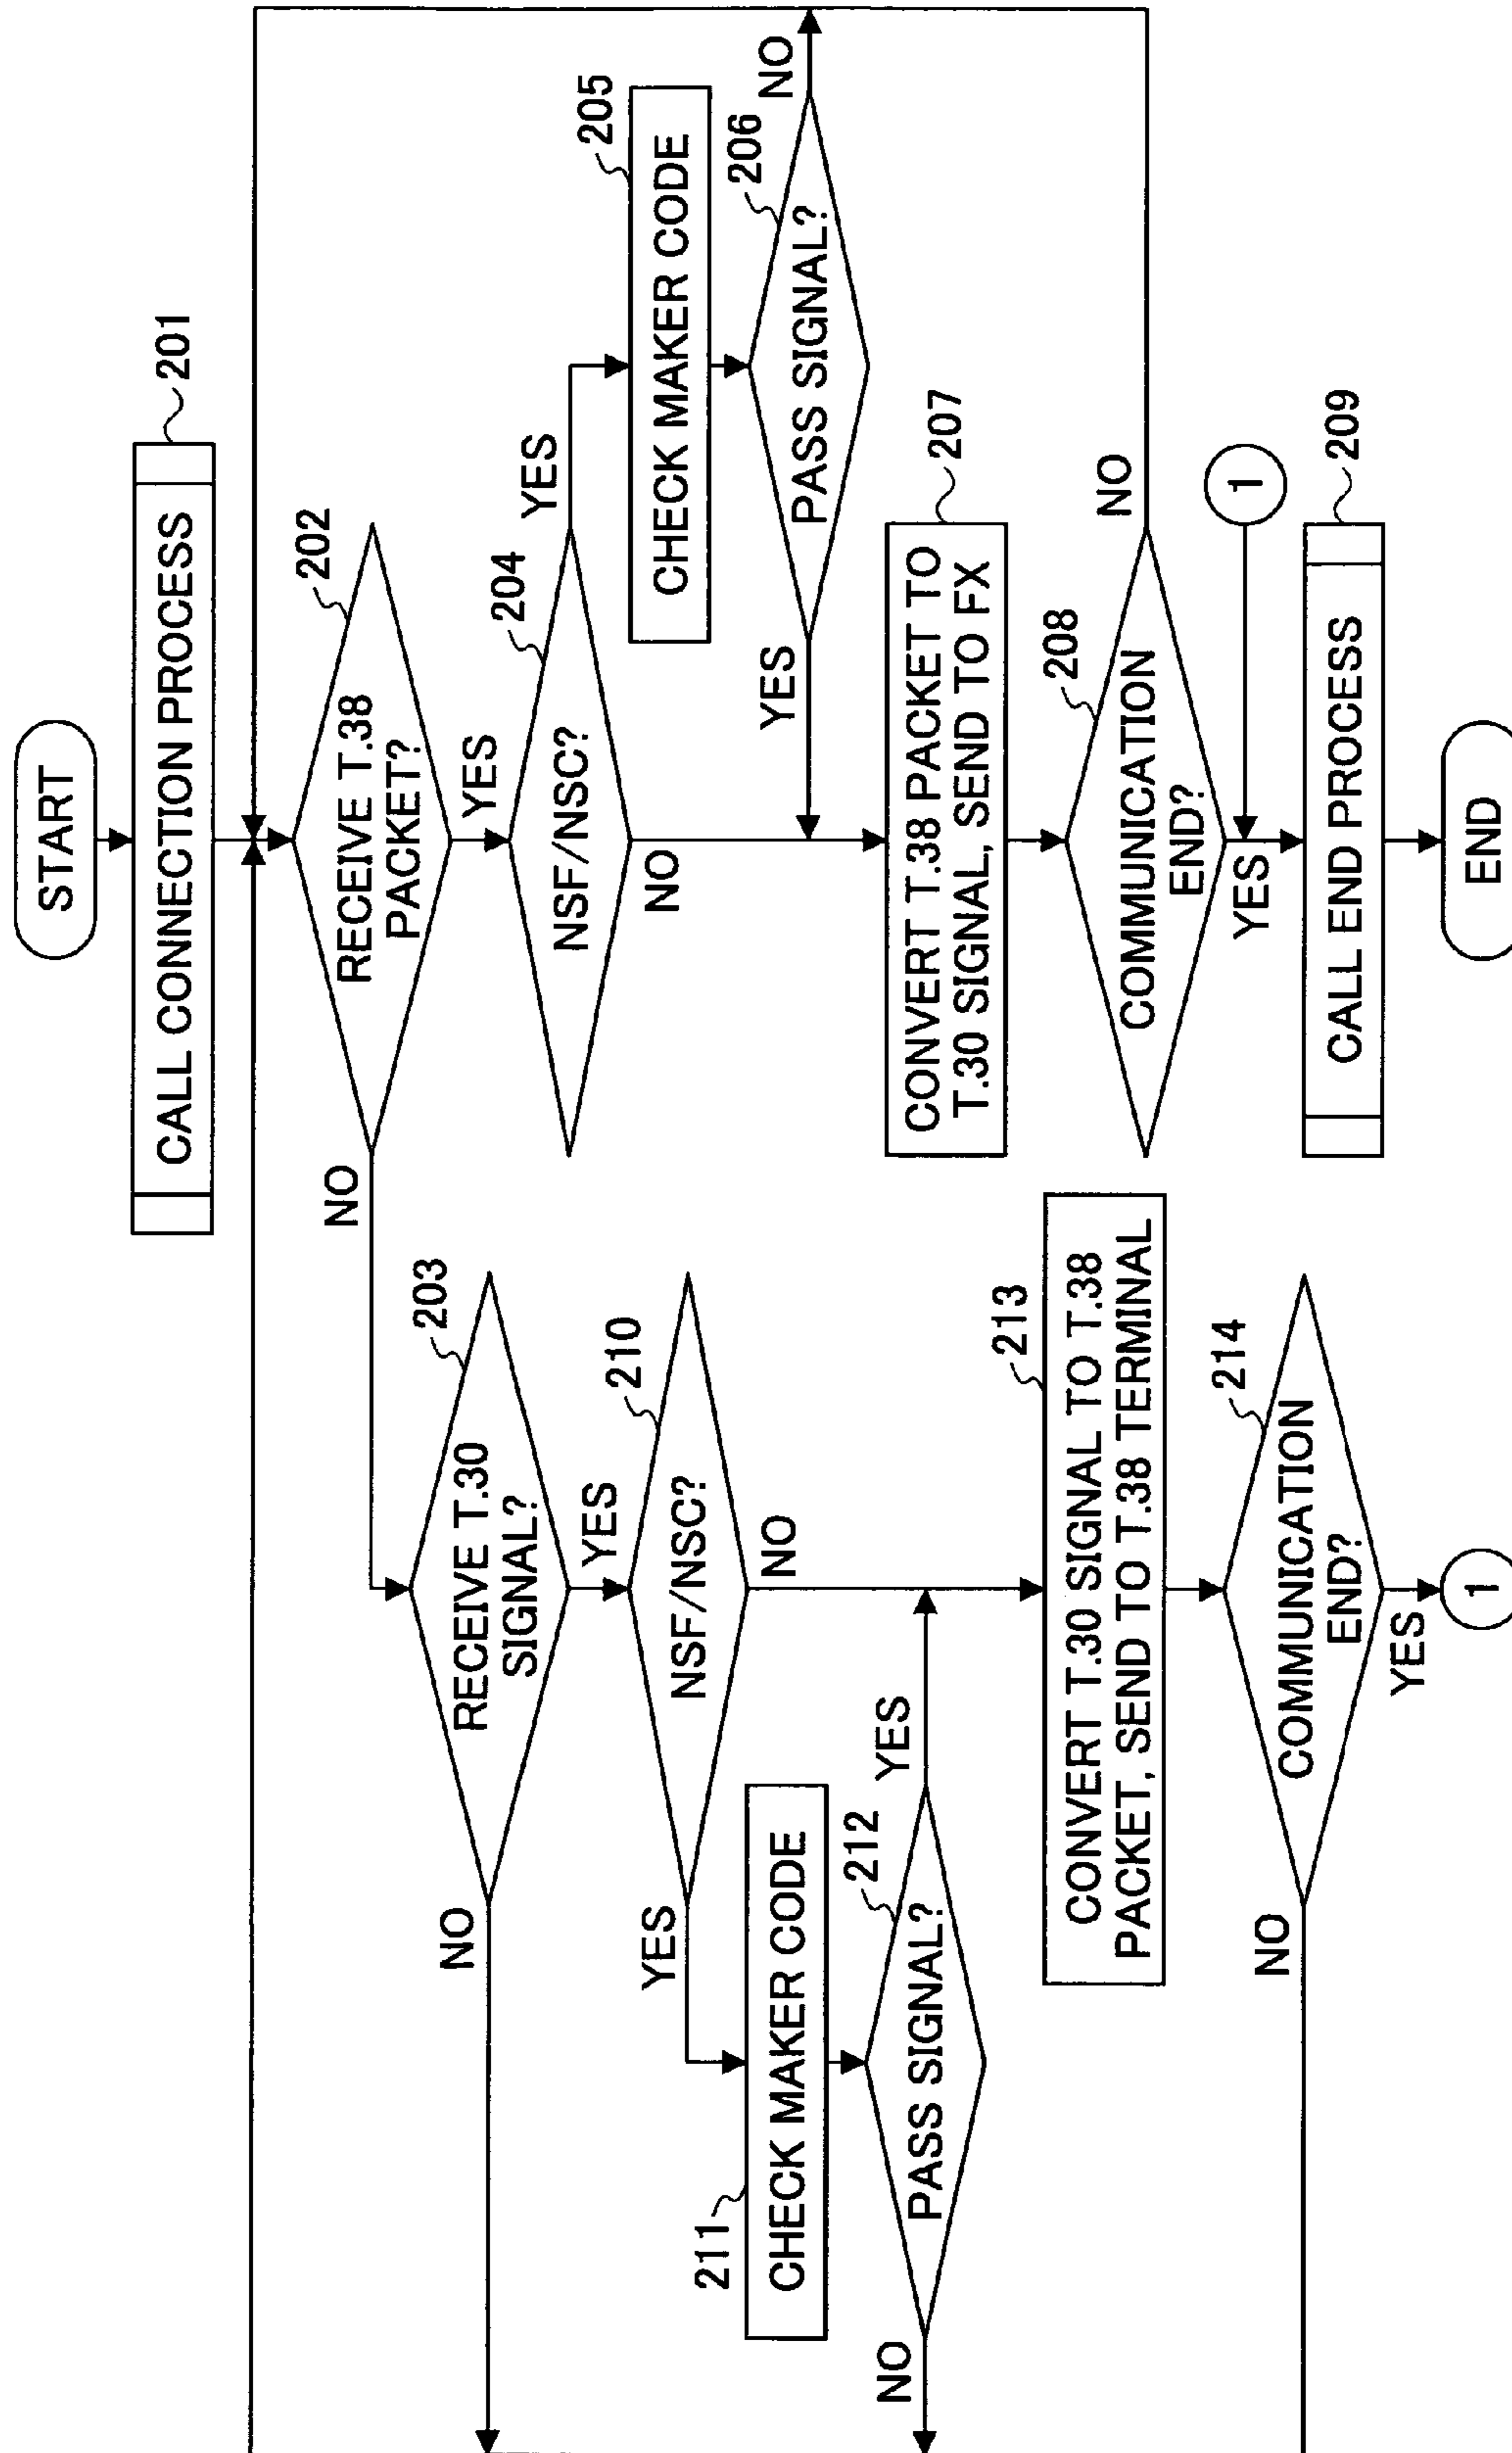 START
CALL CONNECTION PROCESS
201
RECEIVE T.38
PACKET?
202
NO
YES
RECEIVE T.30
SIGNAL?
203
NO
YES
NSF/NSC?
204
YES
NO
CHECK MAKER CODE
205
PASS SIGNAL?
206
NO
YES
CONVERT T.38 PACKET TO
T.30 SIGNAL, SEND TO FX
207
COMMUNICATION
END?
208
NO
YES
1
CALL END PROCESS
209
END
NSF/NSC?
210
YES
NO
CHECK MAKER CODE
211
PASS SIGNAL?
212
YES
NO
CONVERT T.30 SIGNAL TO T.38
PACKET, SEND TO T.38 TERMINAL
213
COMMUNICATION
END?
214
NO
YES
1